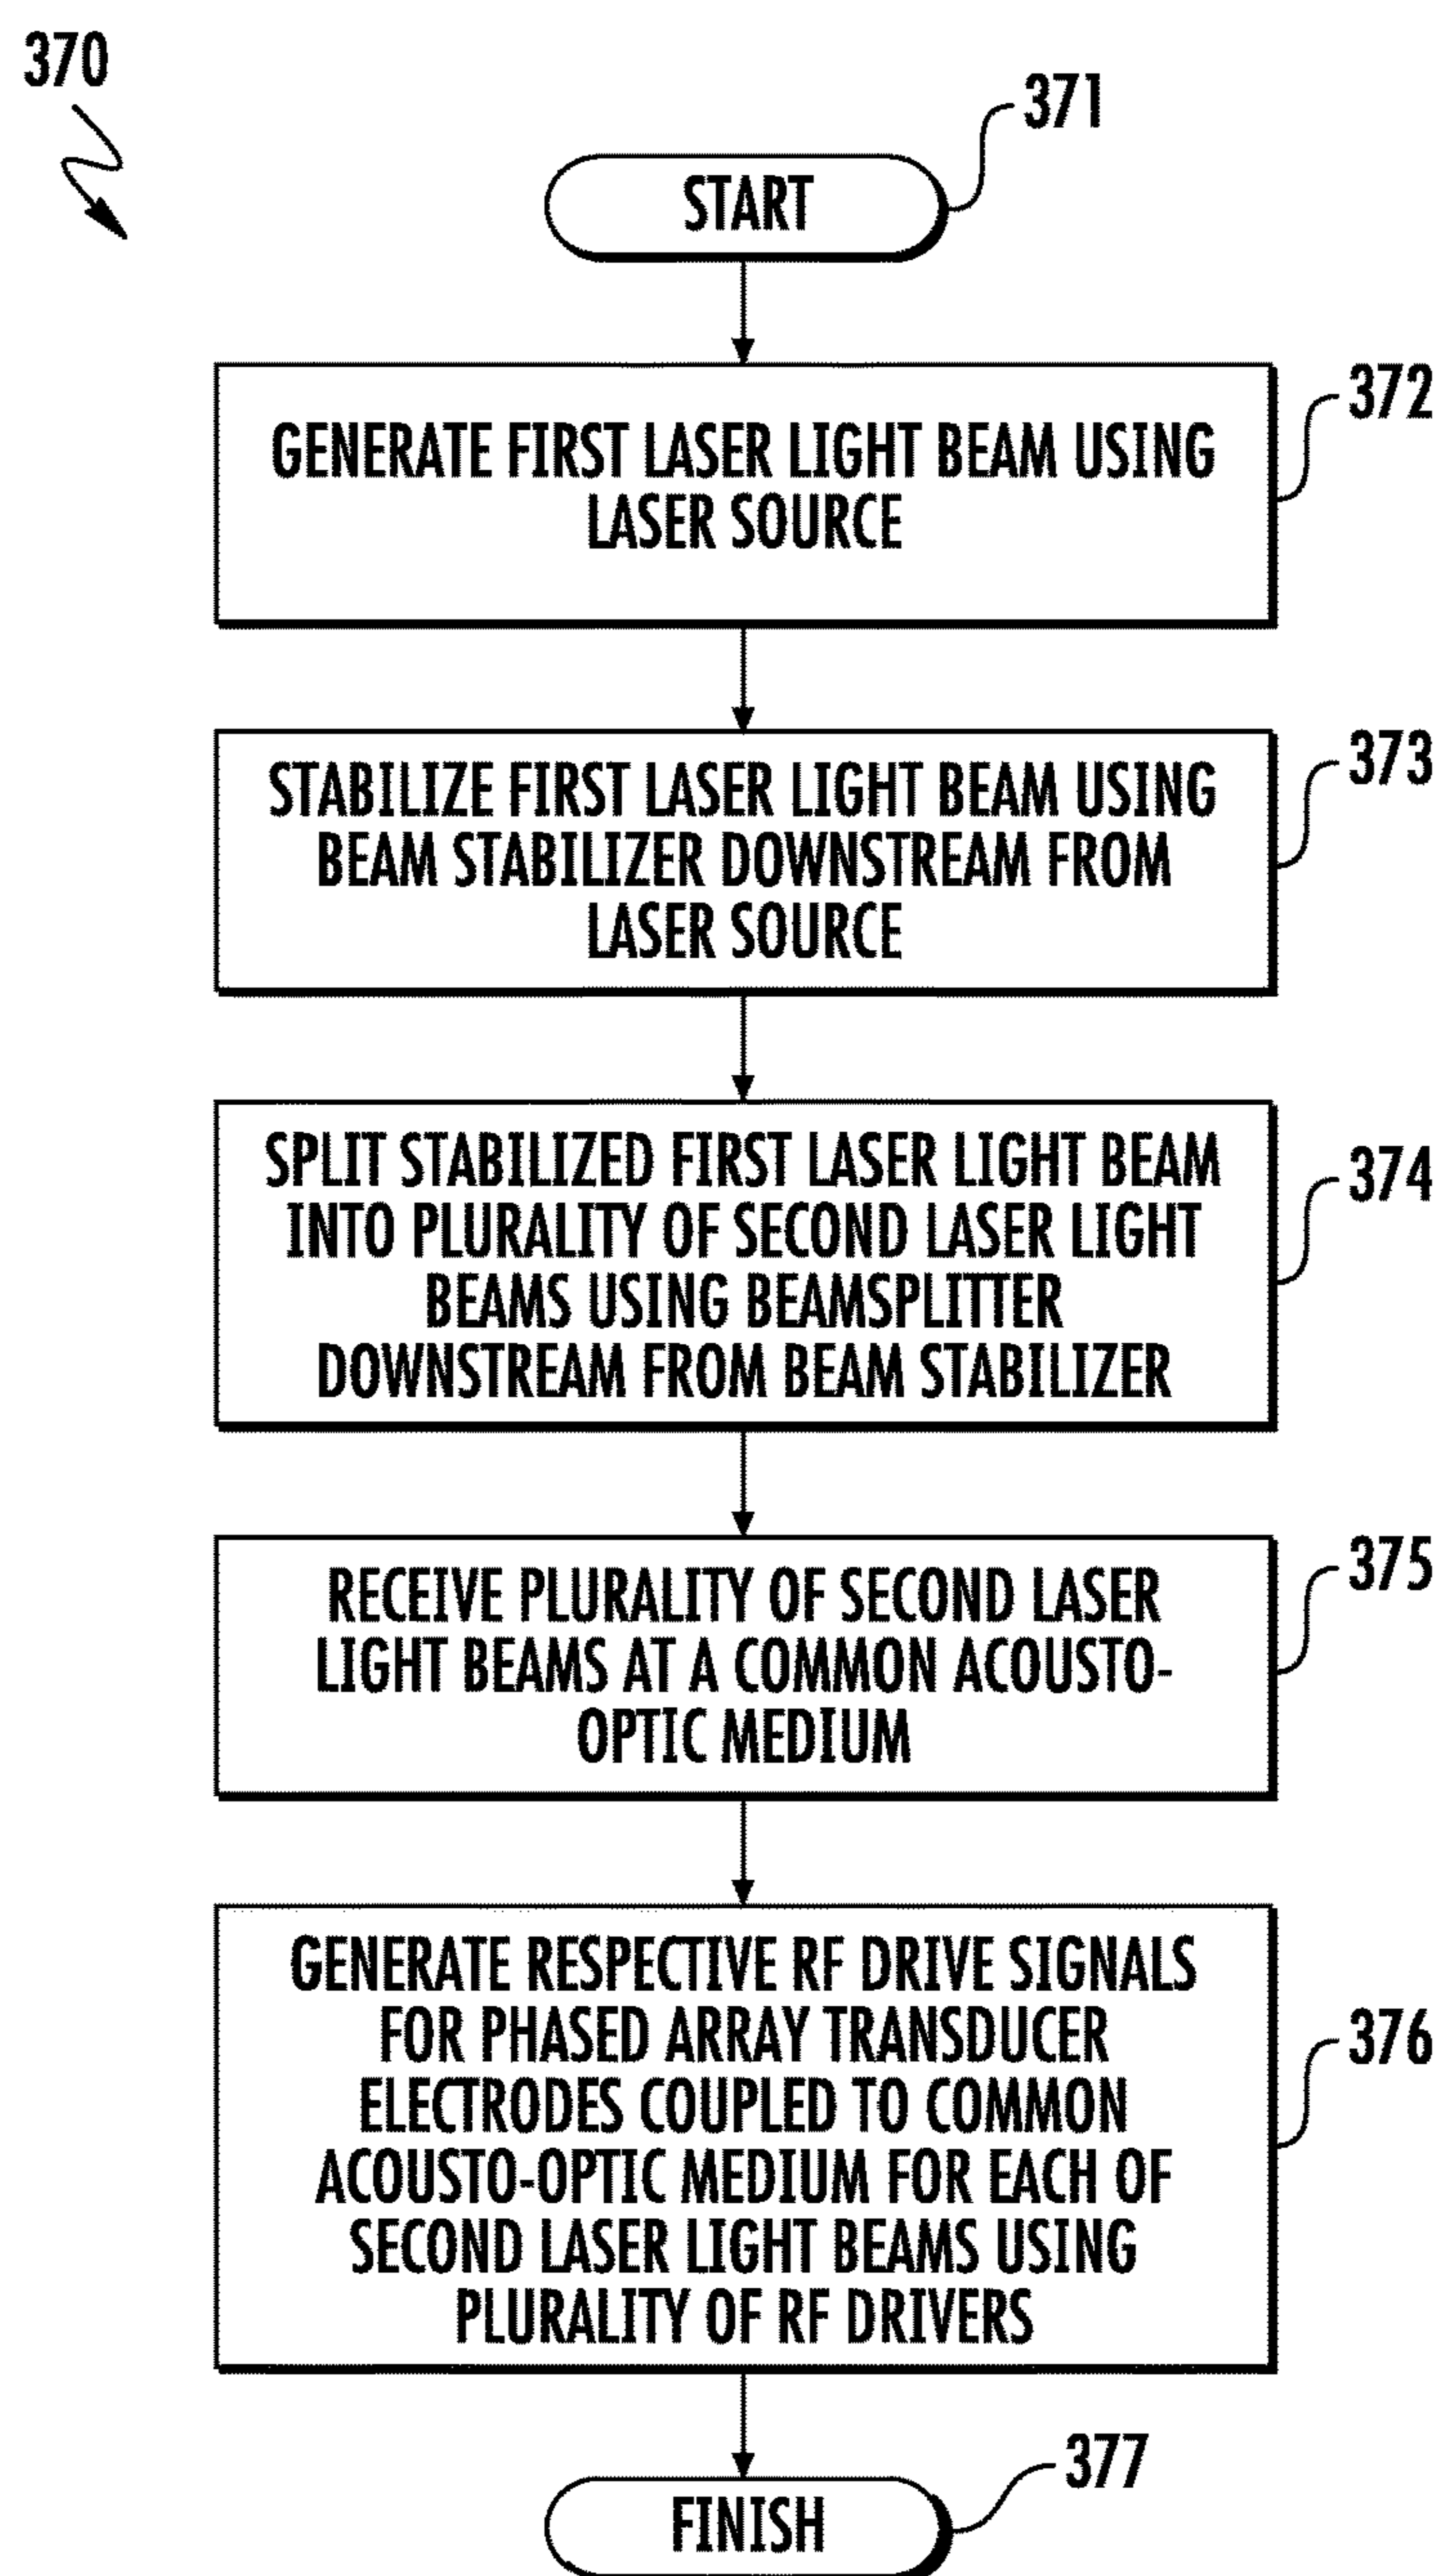 370
371
START
372
GENERATE FIRST LASER LIGHT BEAM USING
LASER SOURCE
373
STABILIZE FIRST LASER LIGHT BEAM USING
BEAM STABILIZER DOWNSTREAM FROM
LASER SOURCE
374
SPLIT STABILIZED FIRST LASER LIGHT BEAM
INTO PLURALITY OF SECOND LASER LIGHT
BEAMS USING BEAMSPLITTER
DOWNSTREAM FROM BEAM STABILIZER
375
RECEIVE PLURALITY OF SECOND LASER
LIGHT BEAMS AT A COMMON ACOUSTO-
OPTIC MEDIUM
376
GENERATE RESPECTIVE RF DRIVE SIGNALS
FOR PHASED ARRAY TRANSDUCER
ELECTRODES COUPLED TO COMMON
ACOUSTO-OPTIC MEDIUM FOR EACH OF
SECOND LASER LIGHT BEAMS USING
PLURALITY OF RF DRIVERS
377
FINISH